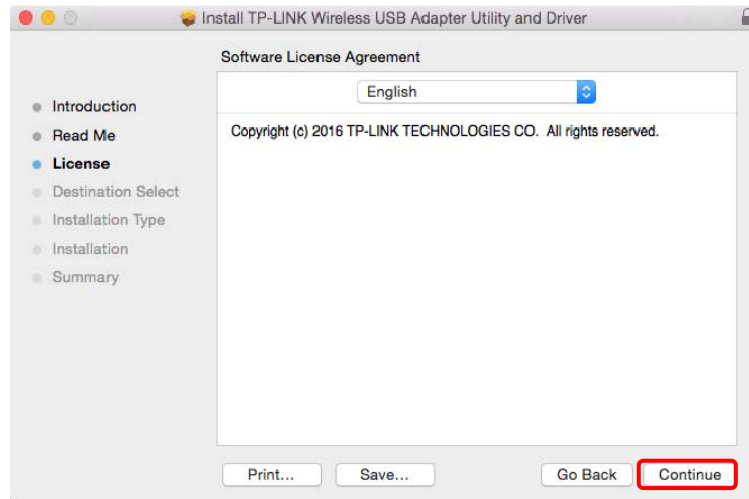 Install TP-LINK Wireless USB Adapter Utility and Driver
Software License Agreement
Introduction
Read Me
License
Destination Select
Installation Type
Installation
Summary
English
Copyright (c) 2016 TP-LINK TECHNOLOGIES CO. All rights reserved.
Print...
Save...
Go Back
Continue